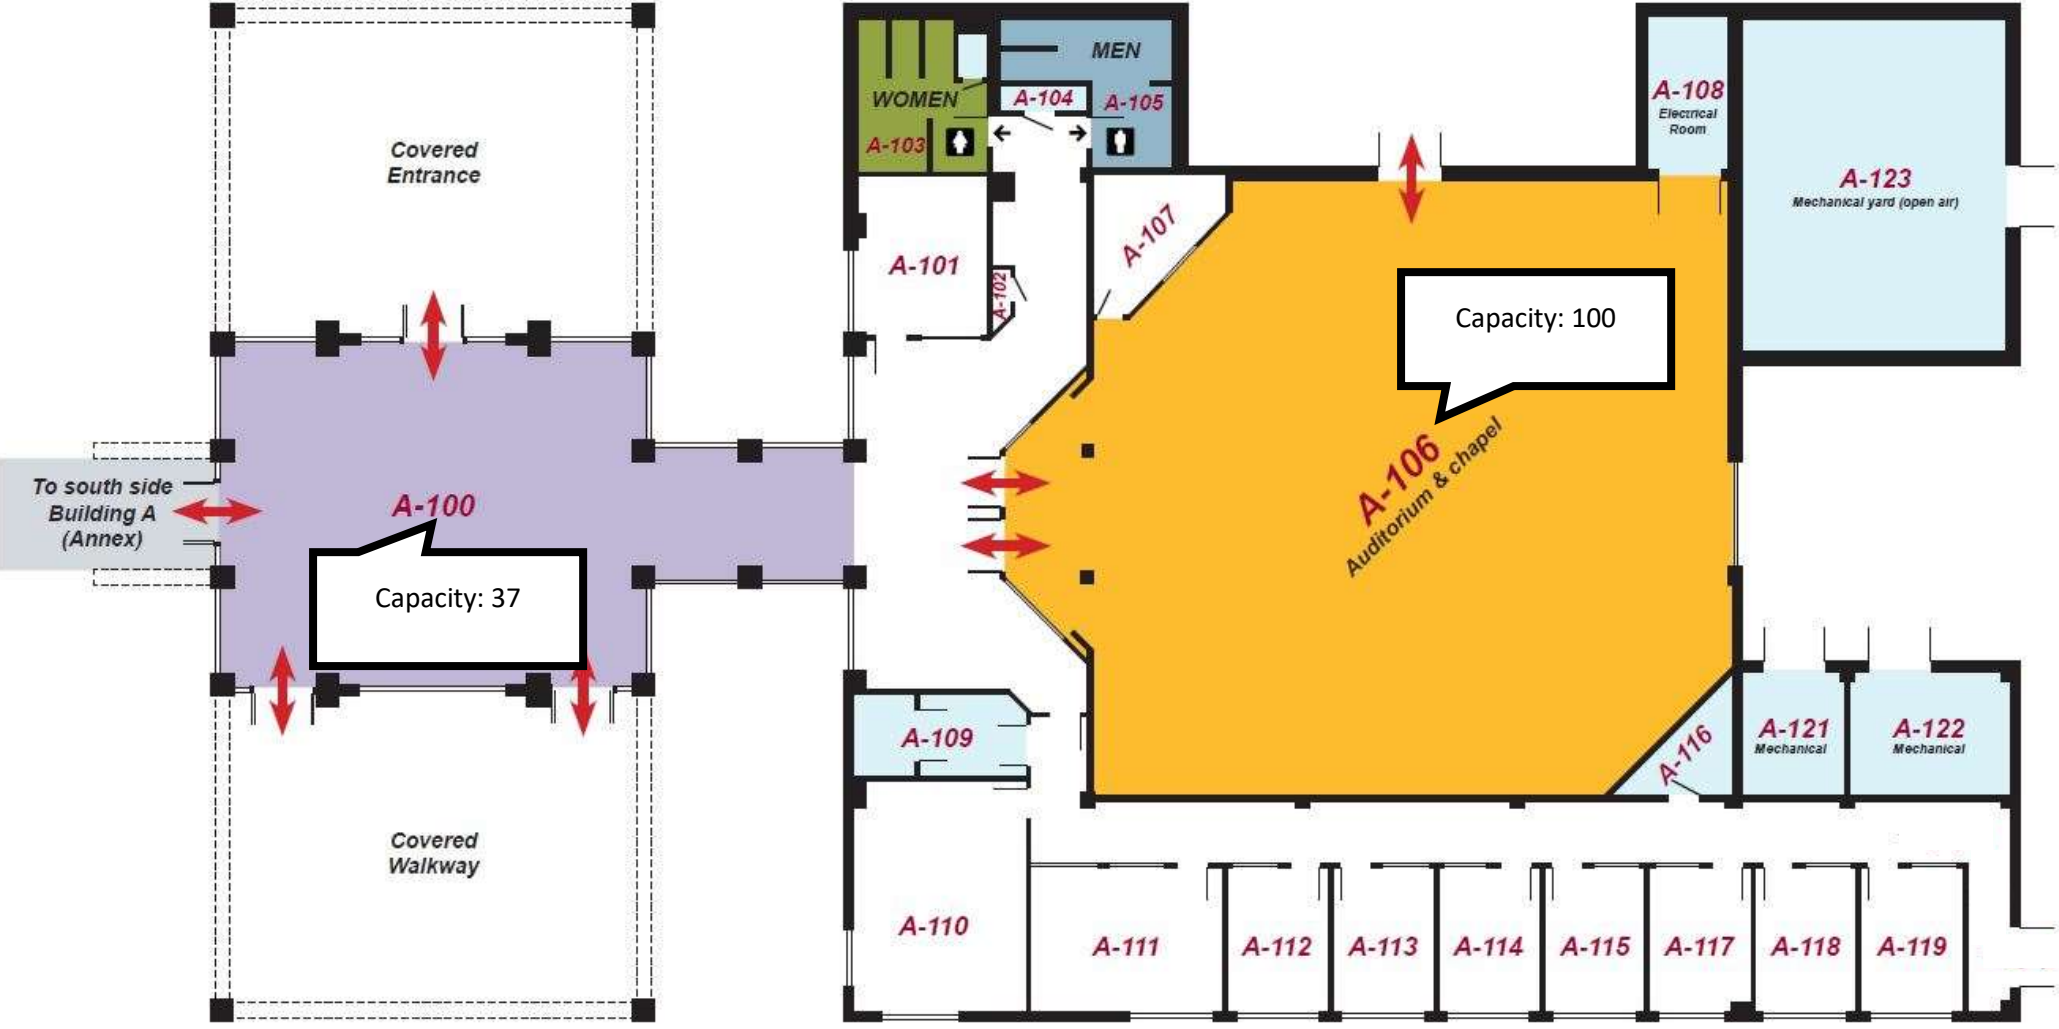 MEN
WOMEN
A-104
A-105
A-103
A-108
Electrical
Room
Covered
Entrance
A-123
Mechanical yard (open air)
A-107
A-101
A-102
Capacity: 100
To south side
Building A
(Annex)
A-100
A-106
Auditorium & chapel
Capacity: 37
A-109
A-116
A-121
Mechanical
A-122
Mechanical
Covered
Walkway
A-110
A-111
A-112
A-113
A-114
A-115
A-117
A-118
A-119